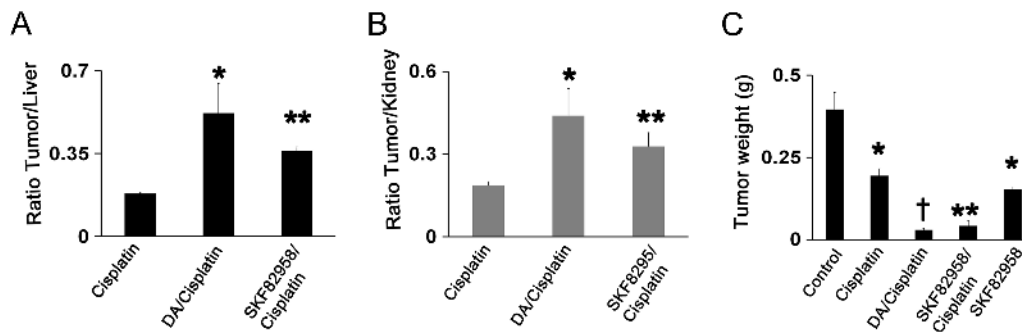 A
Ratio Tumor/Liver
0.7
0.35
0
*
**
Cisplatin
DA/Cisplatin
SKF82958/
Cisplatin
B
Ratio Tumor/Kidney
0.6
0.3
0
*
**
Cisplatin
DA/Cisplatin
SKF8295/
Cisplatin
C
Tumor weight (g)
0.5
0.25
0
*
†
**
*
Control
Cisplatin
DA/Cisplatin
SKF82958/
Cisplatin
SKF82958